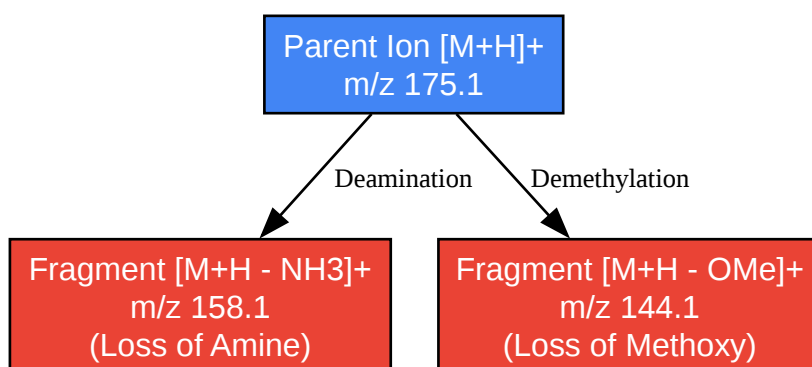 Parent Ion [M+H]+
m/z 175.1
Deamination
Demethylation
Fragment [M+H - NH3]+
m/z 158.1
(Loss of Amine)
Fragment [M+H - OMe]+
m/z 144.1
(Loss of Methoxy)